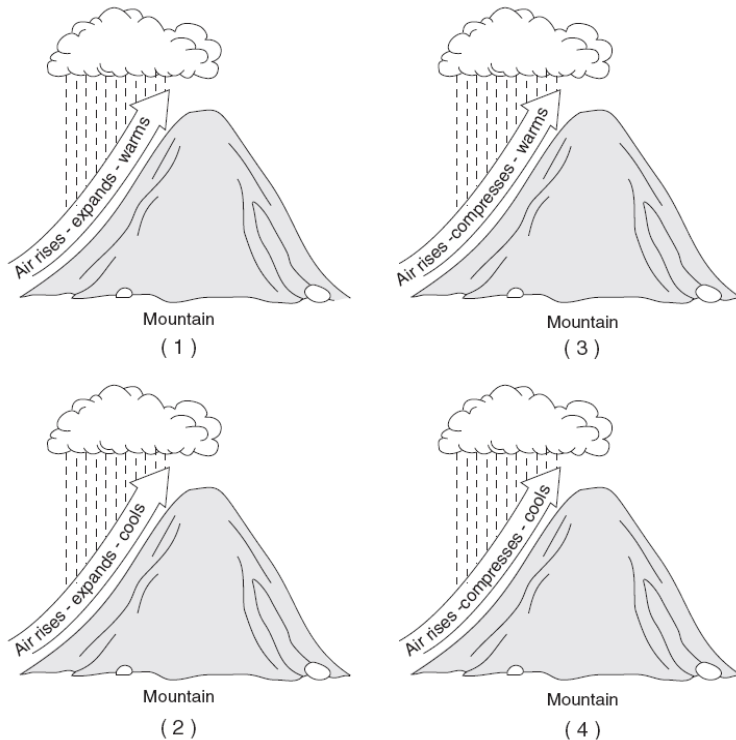 Air rises - expands - warms
Mountain
( 1 )
Air rises -compresses - warms
Mountain
( 3 )
Air rises - expands - cools
Mountain
( 2 )
Air rises -compresses - cools
Mountain
( 4 )